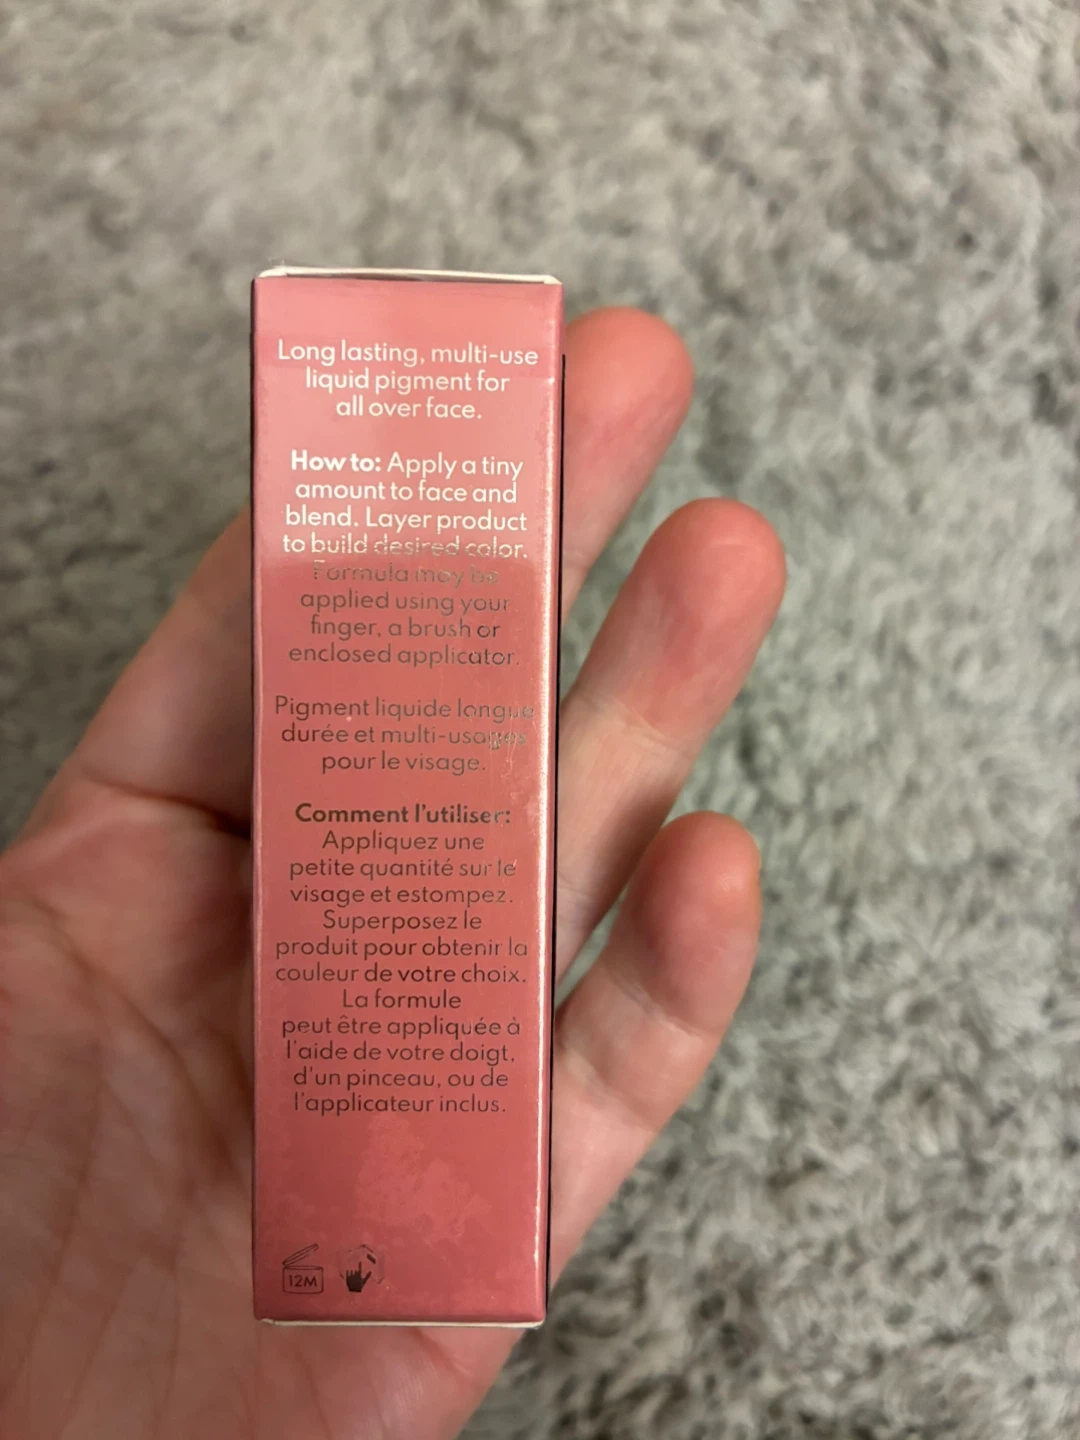 Long lasting, multi-use
liquid pigment for
all over face.
How to: Apply a tiny
amount to face and
blend. Layer product
to build desired color.
Formula may be
applied using your
finger, a brush or
enclosed applicator.
Pigment liquide longue
durée et multi-usages
pour le visage.
Comment l'utiliser:
Appliquez une
petite quantité sur le
visage et estompez.
Superposez le
produit pour obtenir la
couleur de votre choix.
La formule
peut être appliquée à
l'aide de votre doigt,
d'un pinceau, ou de
l'applicateur inclus.
12M